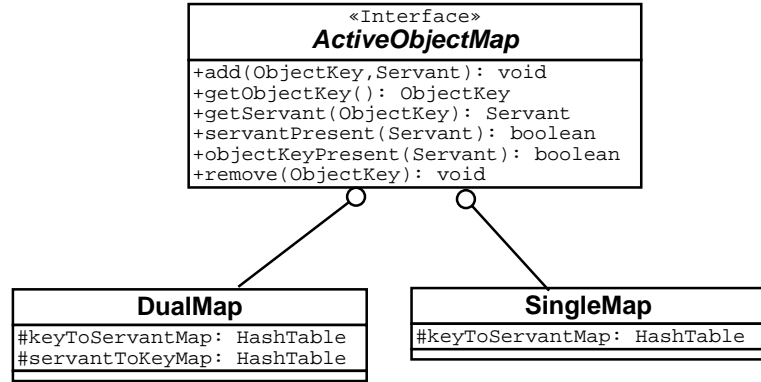 «Interface»
ActiveObjectMap
+add(ObjectKey,Servant): void
+getObjectKey(): ObjectKey
+getServant(ObjectKey): Servant
+servantPresent(Servant): boolean
+objectKeyPresent(Servant): boolean
+remove(ObjectKey): void
DualMap
#keyToServantMap: HashTable
#servantToKeyMap: HashTable
SingleMap
#keyToServantMap: HashTable